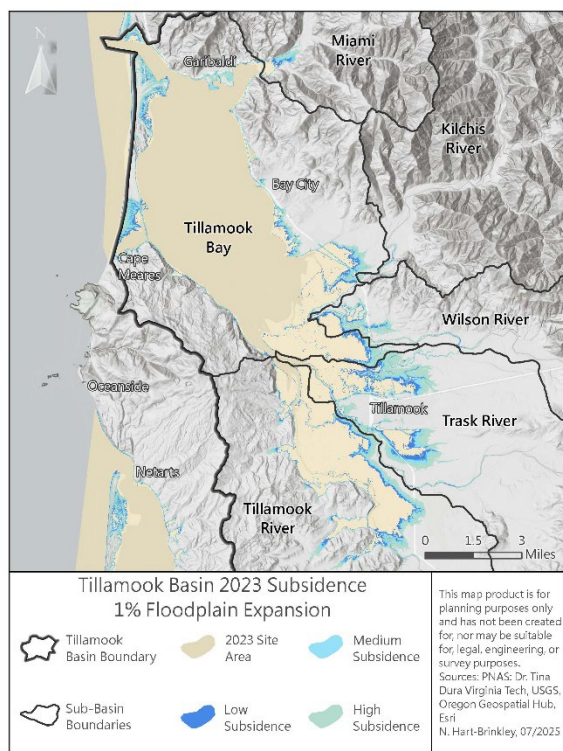 Miami
River
Garibaldi
Kilchis
River
Bay City
Tillamook
Bay
Cape
Meares
Wilson River
Oceanside
Tillamook
Trask River
Netarts
Tillamook
River
0 1.5 3
Miles
Tillamook Basin 2023 Subsidence
1% Floodplain Expansion
Tillamook
Basin Boundary
2023 Site
Area
Medium
Subsidence
Sub-Basin
Boundaries
Low
Subsidence
High
Subsidence
This map product is for
planning purposes only
and has not been created
for, nor may be suitable
for, legal, engineering, or
survey purposes.
Sources: PNAS: Dr. Tina
Dura Virginia Tech, USGS,
Oregon Geospatial Hub,
Esri
N. Hart-Brinkley, 07/2025